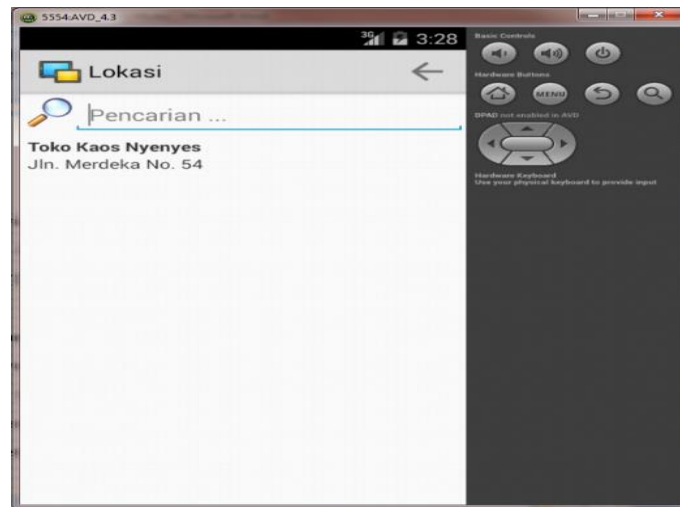 5554:AVD_4.3
3G 3:28
Lokasi
Pencarian ...
Toko Kaos Nyenyes
Jln. Merdeka No. 54
Basic Controls
Hardware Buttons
MENU
DPAD not enabled in AVD
Hardware Keyboard
Use your physical keyboard to provide input